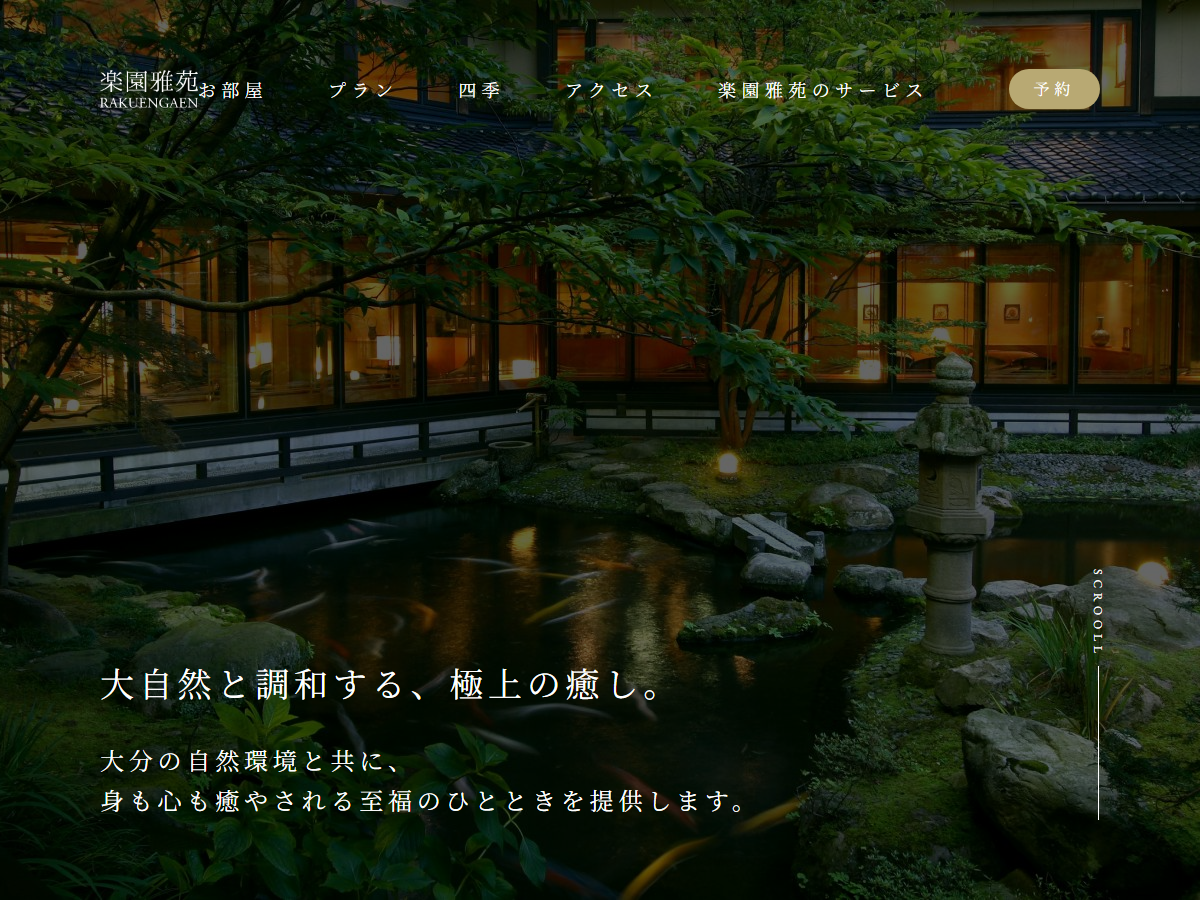 楽園雅苑
RAKUENGAEN
お部屋
プラン
四季
アクセス
楽園雅苑のサービス
予約
SCROOLL
大自然と調和する、極上の癒し。
大分の自然環境と共に、
身も心も癒やされる至福のひとときを提供します。